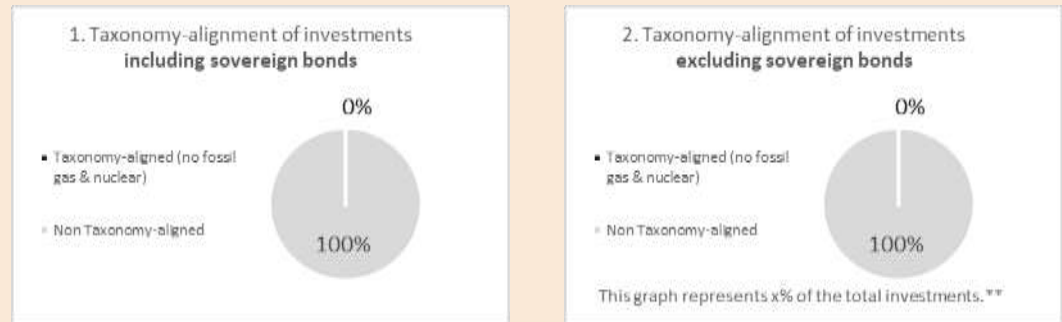 1. Taxonomy-alignment of investments
including sovereign bonds
0%
Taxonomy-aligned (no fossil
gas & nuclear)
Non Taxonomy-aligned
100%
2. Taxonomy-alignment of investments
excluding sovereign bonds
0%
Taxonomy-aligned (no fossil
gas & nuclear)
Non Taxonomy-aligned
100%
This graph represents x% of the total investments.**